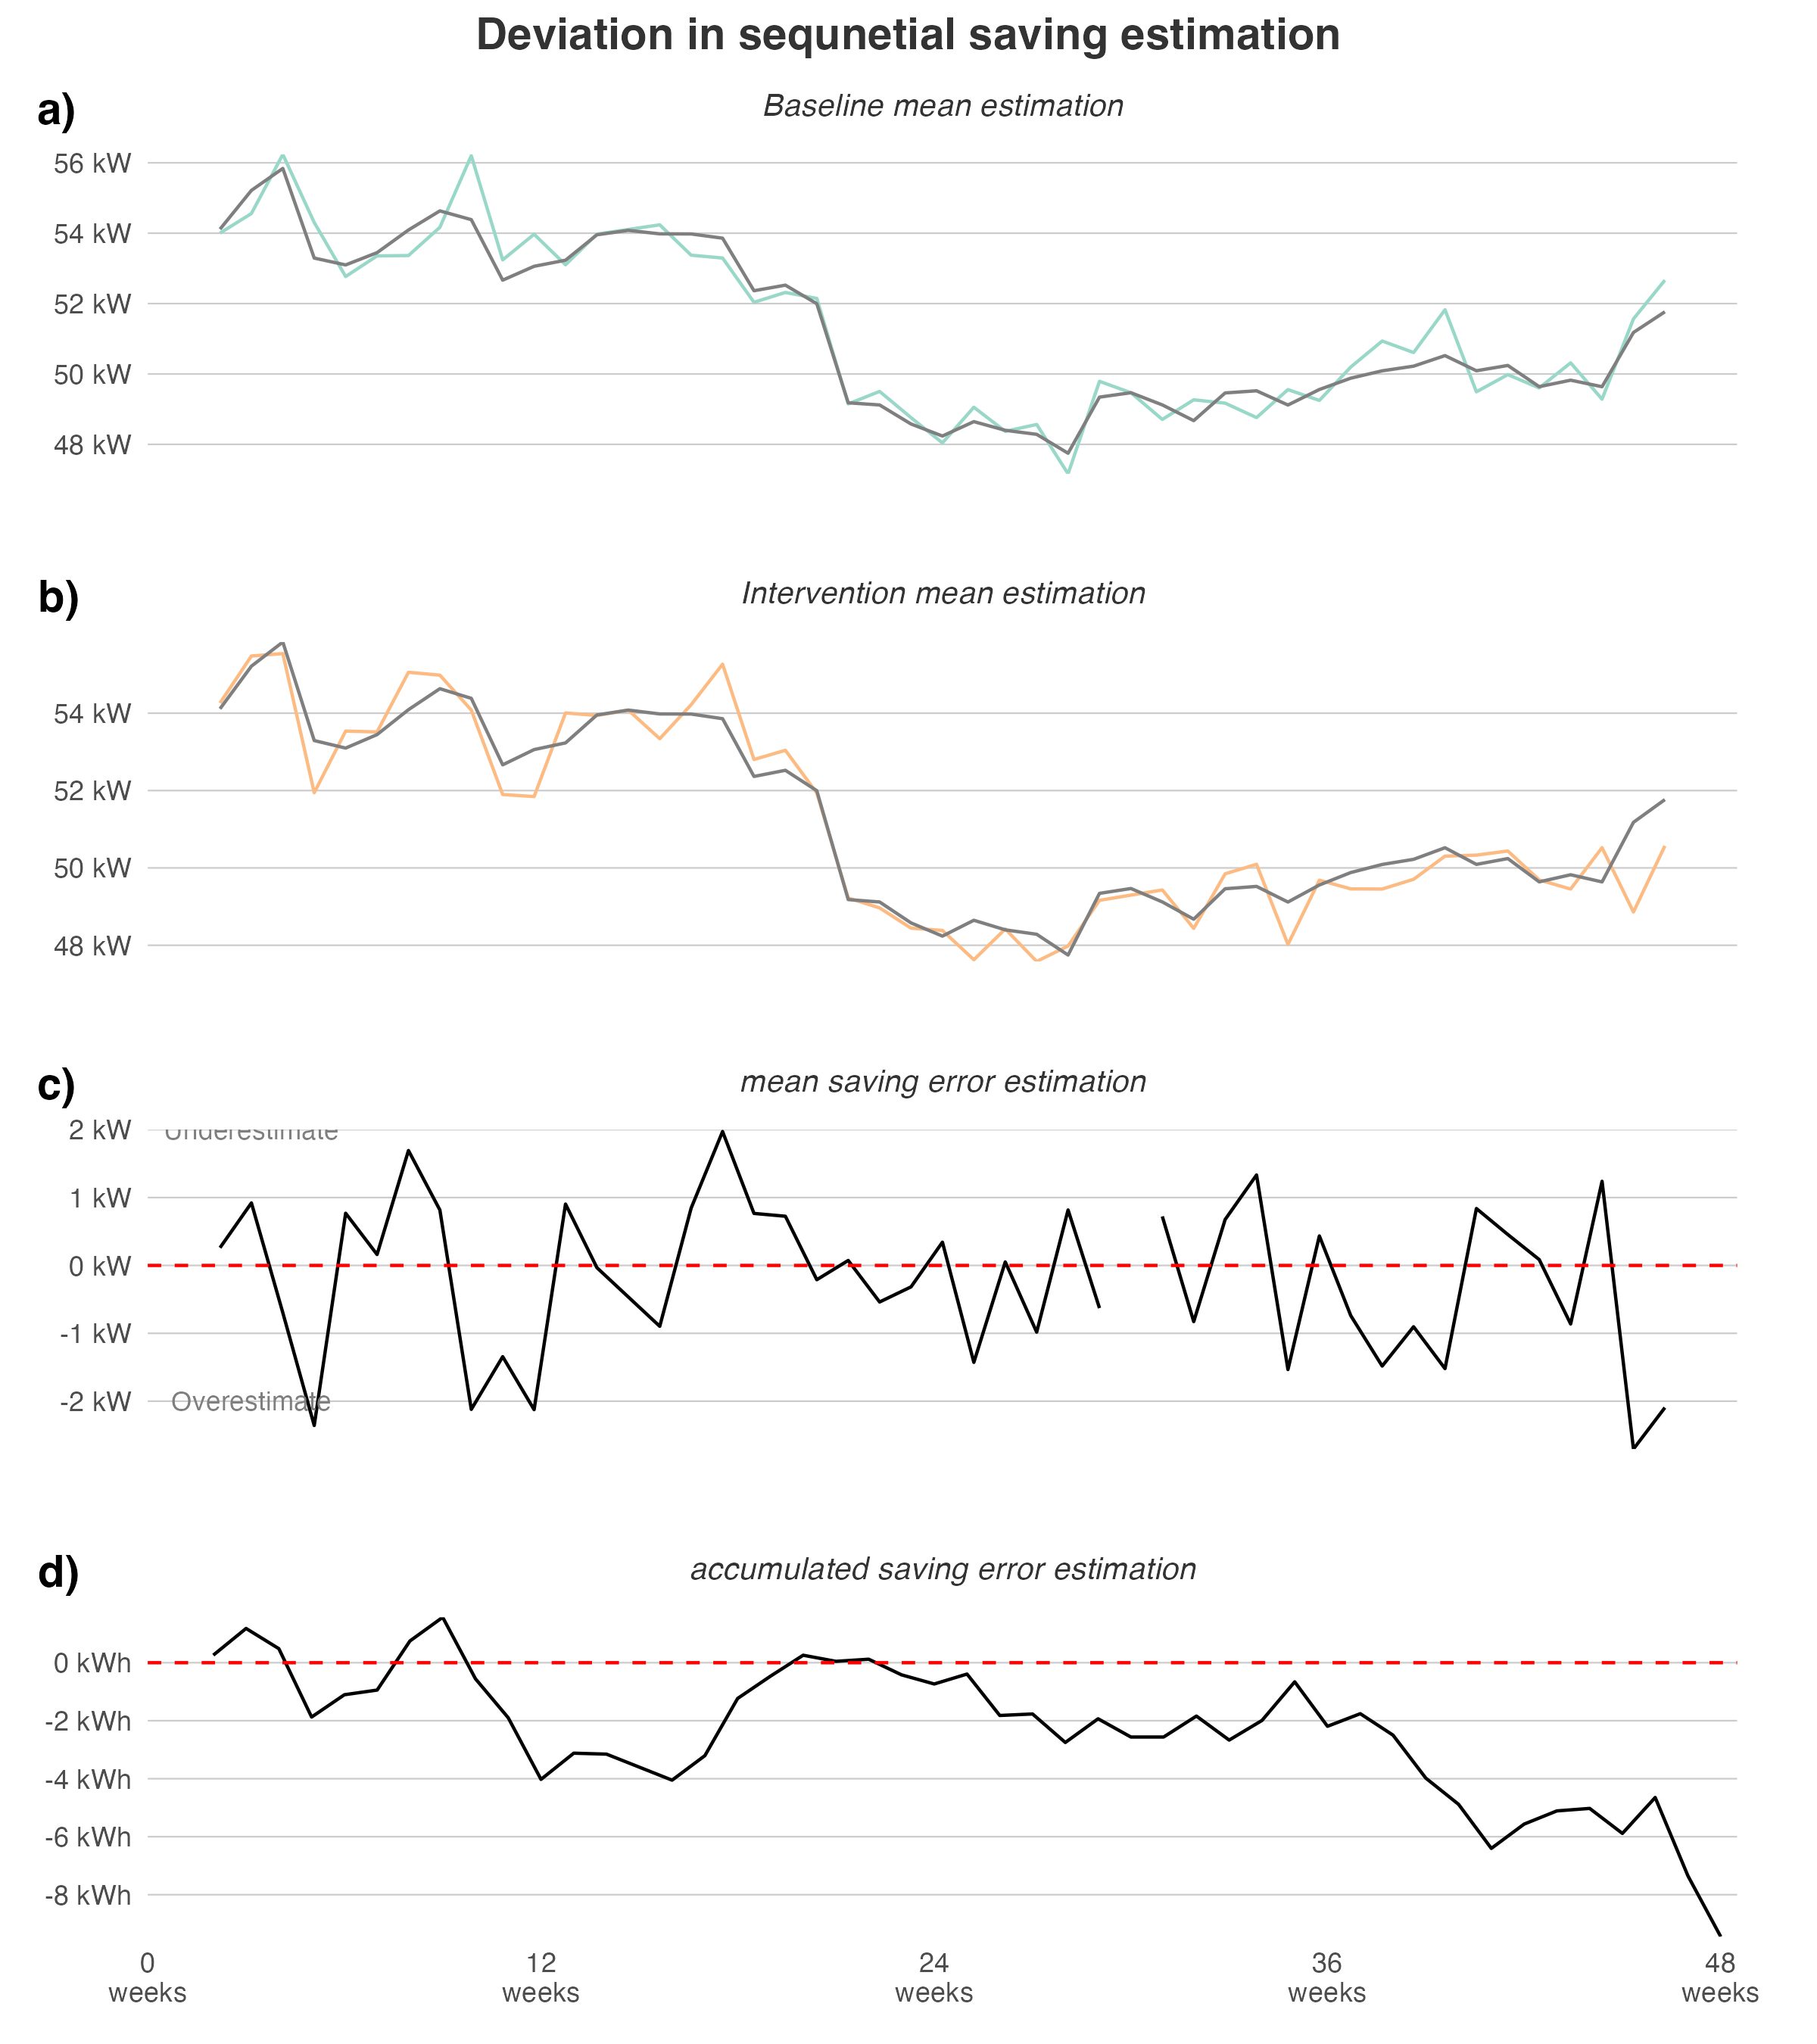 Deviation in sequnetial saving estimation
a)
Baseline mean estimation
56 kW
54 kW
52 kW
50 kW
48 kW
b)
Intervention mean estimation
54 kW
52 kW
50 kW
48 kW
c)
mean saving error estimation
2 kW
Underestimate
1 kW
0 kW
-1 kW
-2 kW
Overestimate
d)
accumulated saving error estimation
0 kWh
-2 kWh
-4 kWh
-6 kWh
-8 kWh
0 12 24 36 48
weeks weeks weeks weeks weeks